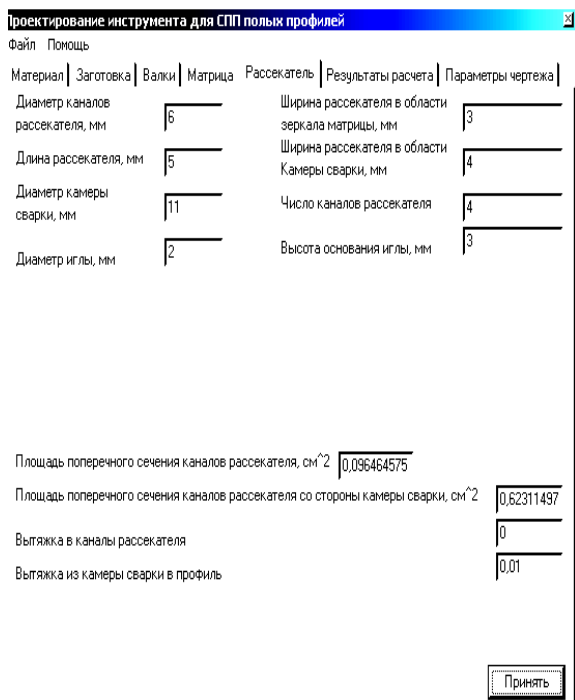 Проектирование инструмента для СПП полых профилей
Файл Помощь
Материал Заготовка Валки Матрица Рассекатель Результаты расчета Параметры чертежа
Диаметр каналов
рассекателя, мм
6
Ширина рассекателя в области
зеркала матрицы, мм
3
Длина рассекателя, мм
5
Ширина рассекателя в области
Камеры сварки, мм
4
Диаметр камеры
сварки, мм
11
Число каналов рассекателя
4
Диаметр иглы, мм
2
Высота основания иглы, мм
3
Площадь поперечного сечения каналов рассекателя, см^2 0,096464575
Площадь поперечного сечения каналов рассекателя со стороны камеры сварки, см^2 0,62311497
Вытяжка в каналы рассекателя 0
Вытяжка из камеры сварки в профиль 0,01
Принять